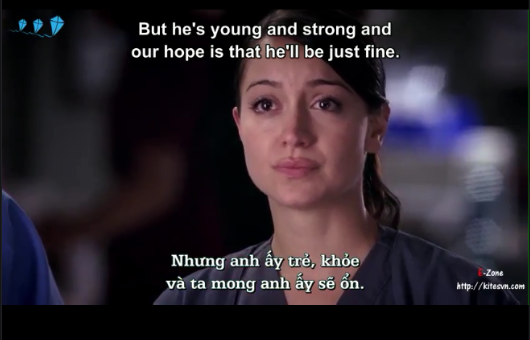 But he's young and strong and
our hope is that he'll be just fine.
Nhưng anh ấy trẻ, khỏe
và ta mong anh ấy sẽ ổn.
E-Zone
http://kitesvn.com